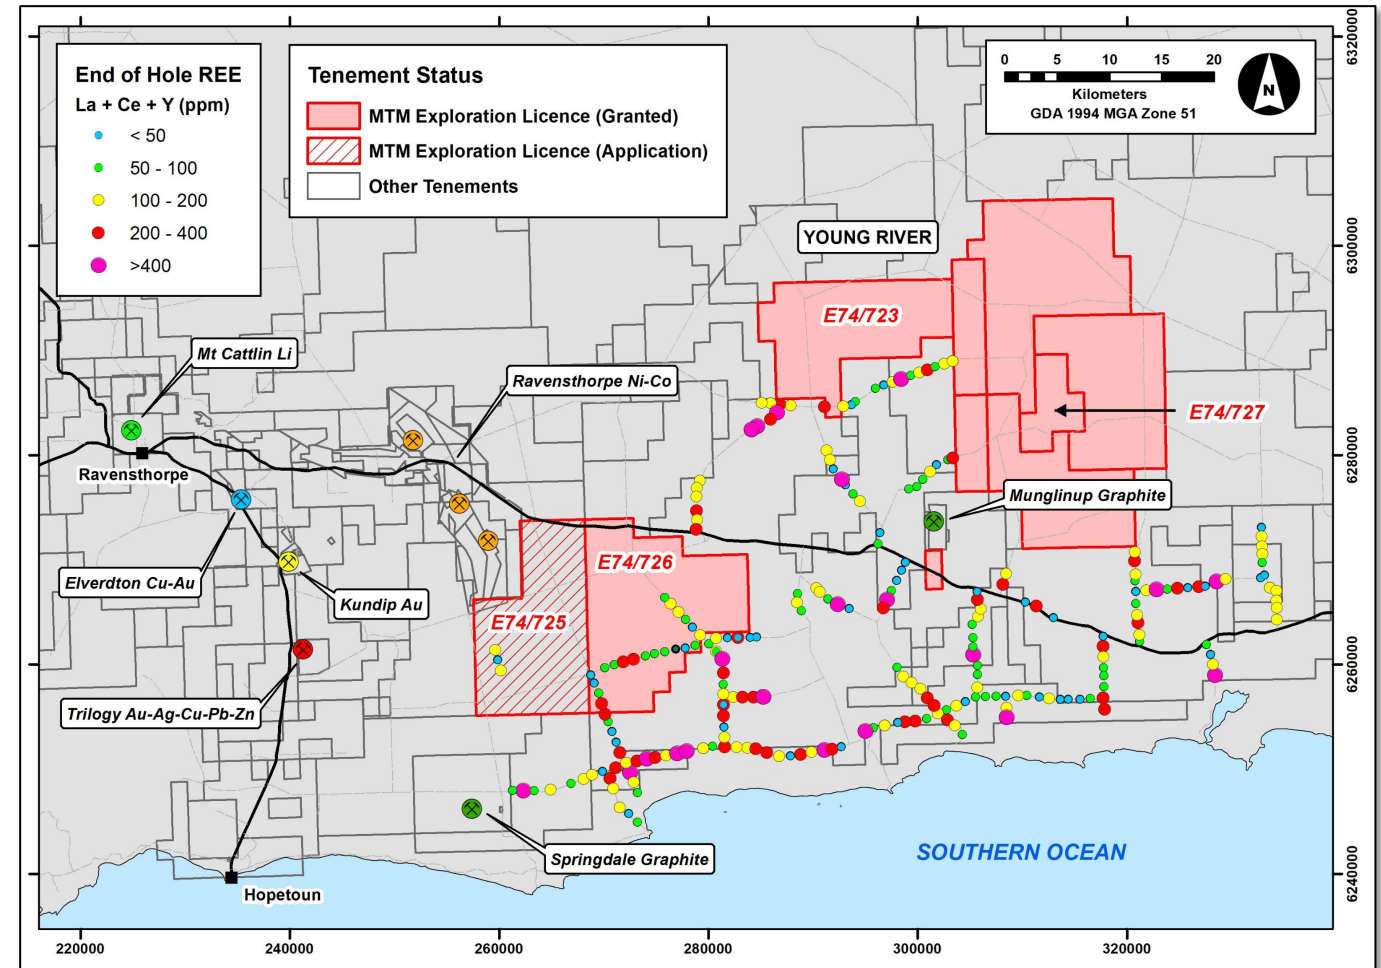 End of Hole REE
La + Ce + Y (ppm)
< 50
50 - 100
100 - 200
200 - 400
>400
Tenement Status
MTM Exploration Licence (Granted)
MTM Exploration Licence (Application)
Other Tenements
0 5 10 15 20
Kilometers
GDA 1994 MGA Zone 51
N
YOUNG RIVER
E74/723
Mt Cattlin Li
Ravensthorpe Ni-Co
E74/727
Ravensthorpe
Munglinup Graphite
E74/726
Elverdton Cu-Au
Kundip Au
E74/725
Trilogy Au-Ag-Cu-Pb-Zn
Springdale Graphite
SOUTHERN OCEAN
Hopetoun
6320000
6300000
6280000
6260000
6240000
220000 240000 260000 280000 300000 320000